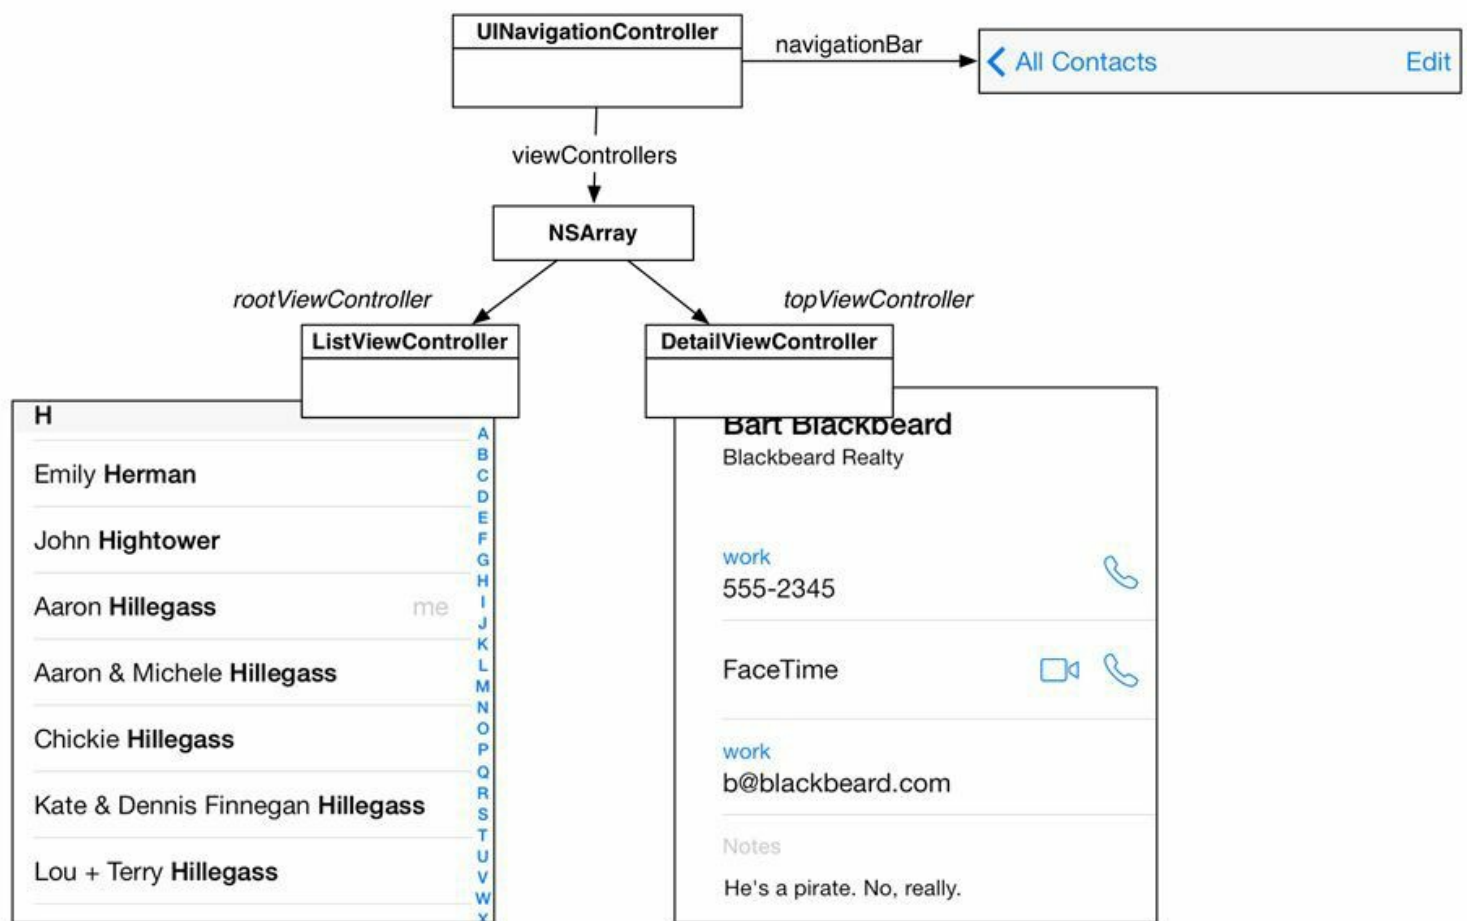 UINavigationController
navigationBar
All Contacts
Edit
viewControllers
NSArray
rootViewController
topViewController
ListViewController
DetailViewController
H
Emily Herman
John Hightower
Aaron Hillegass me
Aaron & Michele Hillegass
Chickie Hillegass
Kate & Dennis Finnegan Hillegass
Lou + Terry Hillegass
A
B
C
D
E
F
G
H
I
J
K
L
M
N
O
P
Q
R
S
T
U
V
W
X
Bart Blackbeard
Blackbeard Realty
work
555-2345
FaceTime
work
b@blackbeard.com
Notes
He's a pirate. No, really.